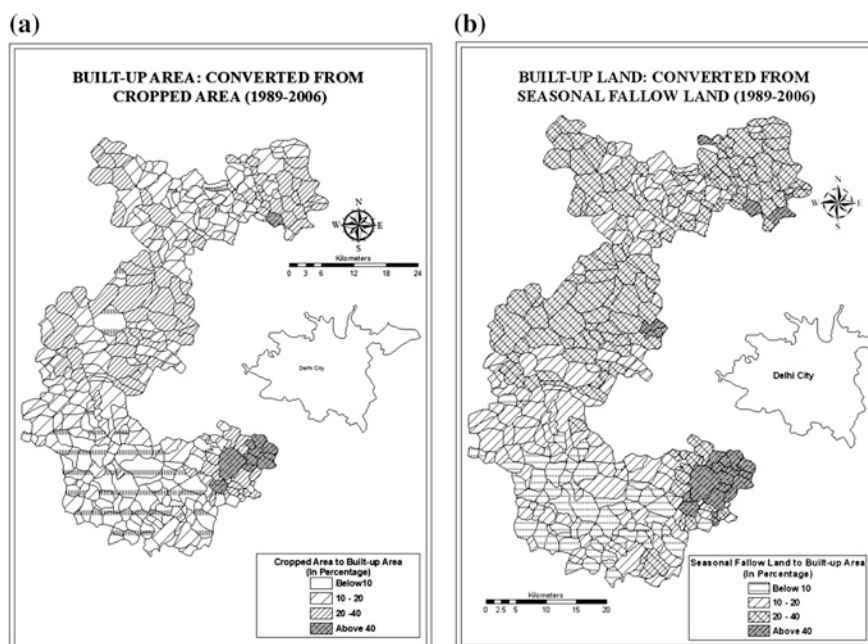 (a)
BUILT-UP AREA: CONVERTED FROM
CROPPED AREA (1989-2006)
N
W E
S
Kilometers
0 3 6 12 18 24
Delhi City
Cropped Area to Built-up Area
(In Percentage)
Below10
10 - 20
20 -40
Above 40
(b)
BUILT-UP LAND: CONVERTED FROM
SEASONAL FALLOW LAND (1989-2006)
N
W E
S
Delhi City
Kilometers
0 2.5 5 10 15 20
Seasonal Fallow Land to Built-up Area
(In Percentage)
Below 10
10 - 20
20 - 40
Above 40